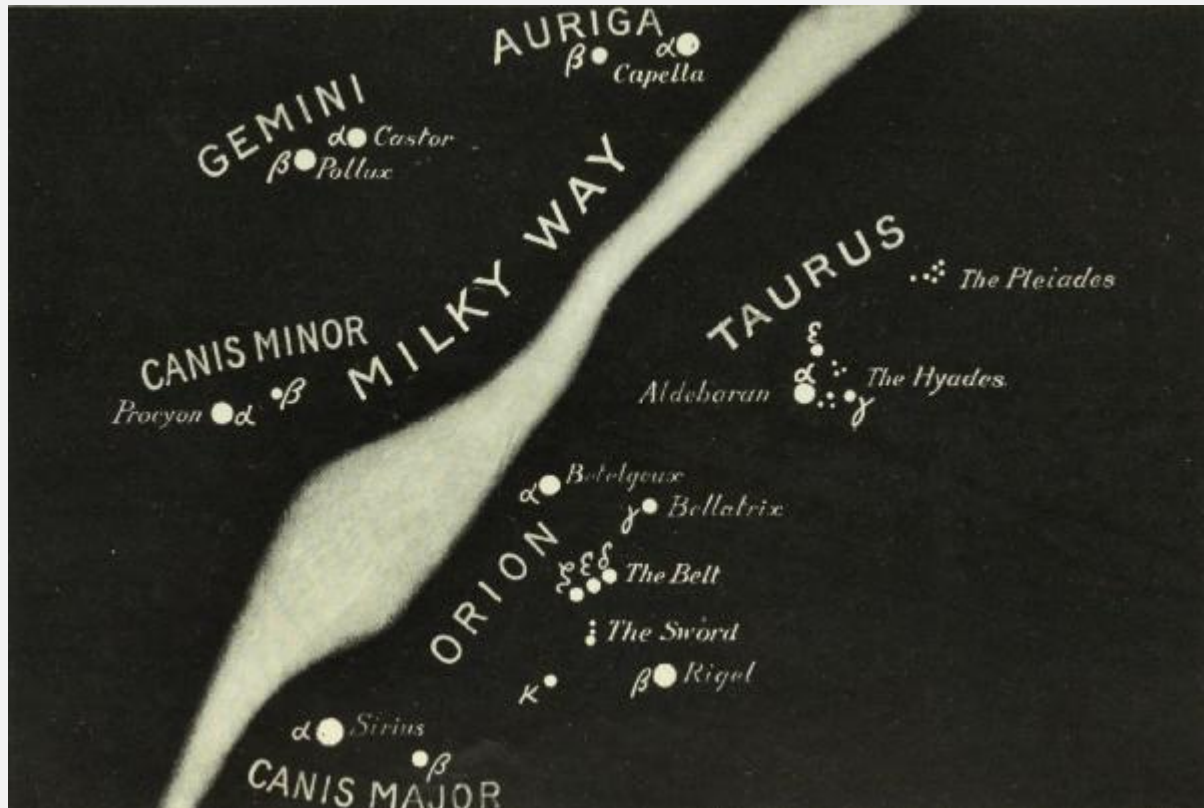 AURIGA
β α
Capella
GEMINI
α Castor
β Pollux
MILKY WAY
TAURUS
The Pleiades
ε
α The Hyades.
Aldebaran
γ
CANIS MINOR
β
Procyon α
α Betelgeux
γ Bellatrix
ORION
ζ ε δ The Belt
The Sword
κ
β Rigel
α Sirius
β
CANIS MAJOR